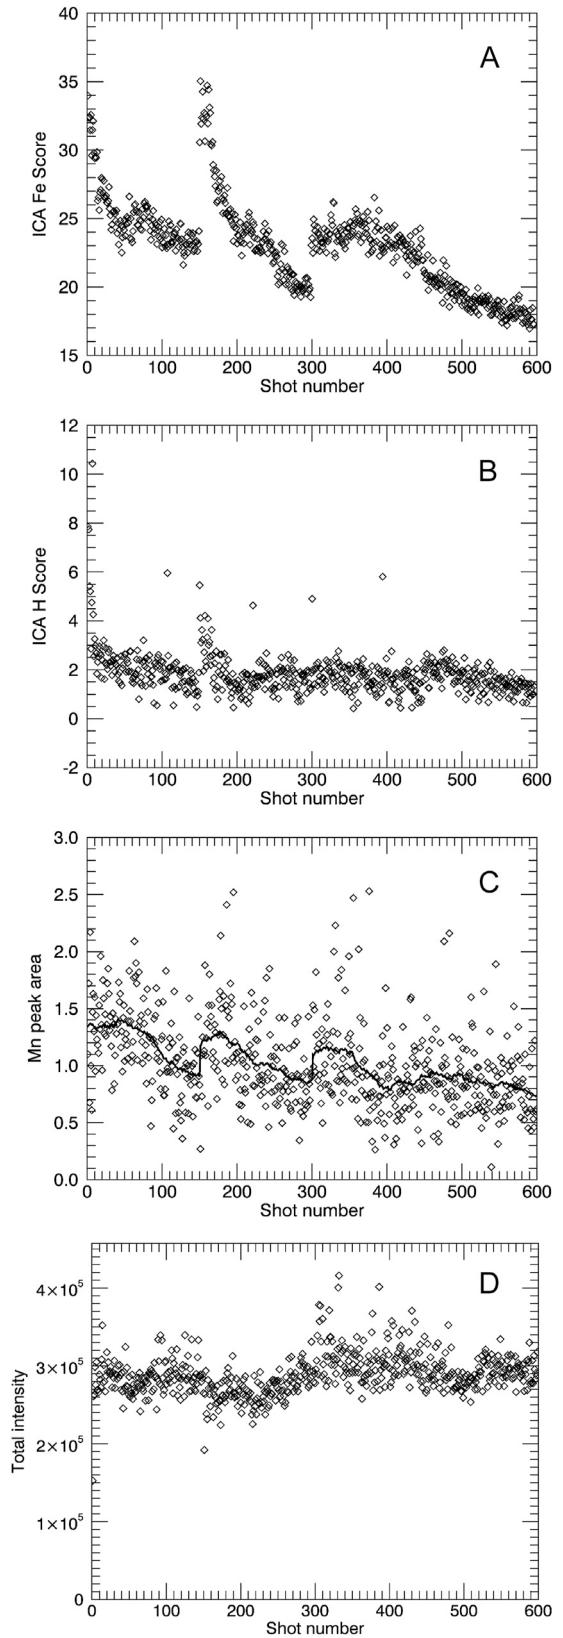 40
35
30
25
20
15
ICA Fe Score
A
0 100 200 300 400 500 600
Shot number
12
10
8
6
4
2
0
-2
ICA H Score
B
0 100 200 300 400 500 600
Shot number
3.0
2.5
2.0
1.5
1.0
0.5
0.0
Mn peak area
C
0 100 200 300 400 500 600
Shot number
4×10⁵
3×10⁵
2×10⁵
1×10⁵
0
Total intensity
D
0 100 200 300 400 500 600
Shot number